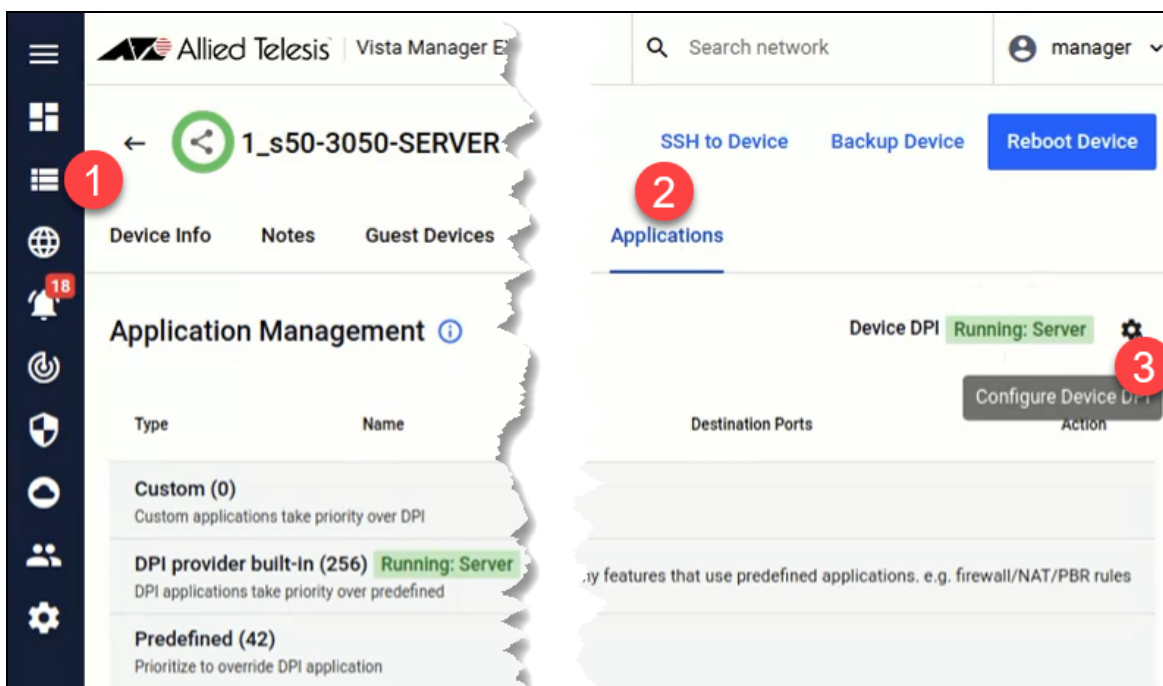 Allied Telesis Vista Manager E
Search network
manager
1_s50-3050-SERVER
SSH to Device
Backup Device
Reboot Device
1
2
Device Info
Notes
Guest Devices
Applications
18
Application Management
Device DPI Running: Server
3
Configure Device DPI
Type
Name
Destination Ports
Action
Custom (0)
Custom applications take priority over DPI
DPI provider built-in (256) Running: Server
DPI applications take priority over predefined
ny features that use predefined applications. e.g. firewall/NAT/PBR rules
Predefined (42)
Prioritize to override DPI application